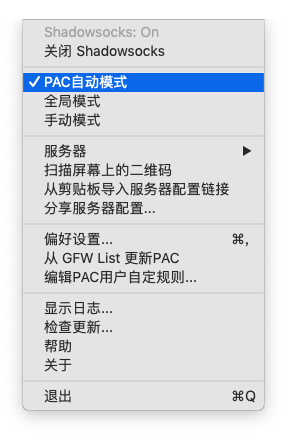 Shadowsocks: On
关闭 Shadowsocks
✓ PAC自动模式
全局模式
手动模式
服务器 ▶
扫描屏幕上的二维码
从剪贴板导入服务器配置链接
分享服务器配置...
偏好设置... ⌘,
从 GFW List 更新PAC
编辑PAC用户自定规则...
显示日志...
检查更新...
帮助
关于
退出 ⌘Q